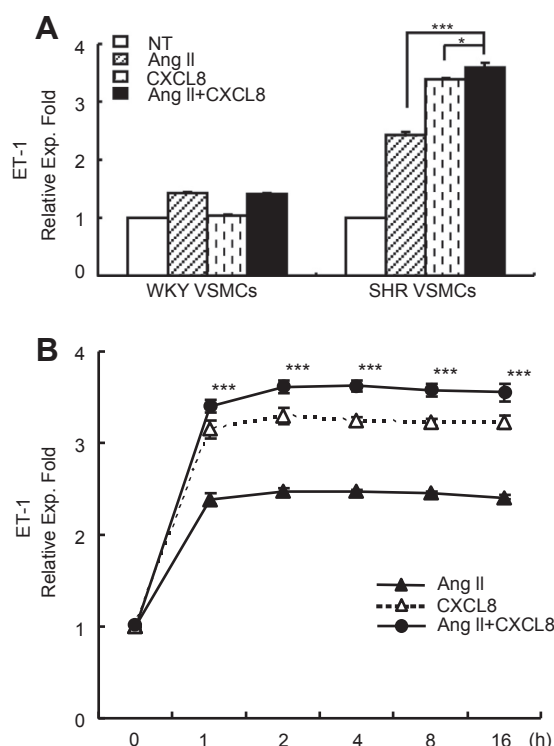 A
NT
Ang II
CXCL8
Ang II+CXCL8
***
*
ET-1
Relative Exp. Fold
4
3
2
1
0
WKY VSMCs
SHR VSMCs
B
ET-1
Relative Exp. Fold
4
3
2
1
0
*** *** *** *** ***
Ang II
CXCL8
Ang II+CXCL8
0 1 2 4 8 16 (h)